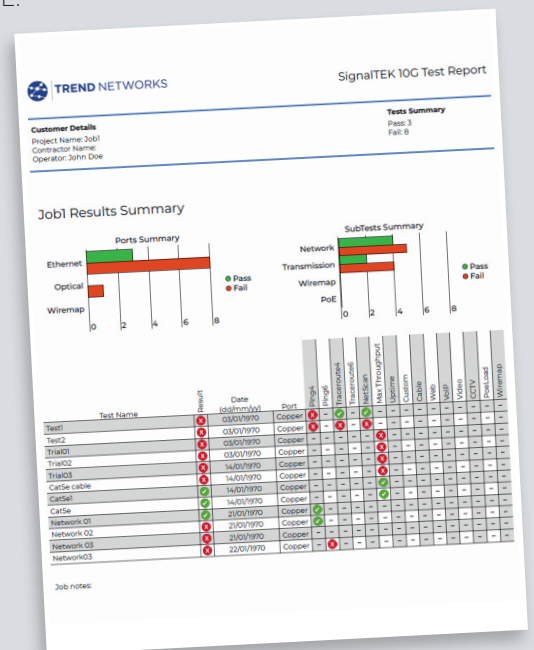 E.
TREND NETWORKS
SignalTEK 10G Test Report
Customer Details
Project Name: Job1
Contractor Name:
Operator: John Doe
Tests Summary
Pass: 3
Fail: 8
Job1 Results Summary
Ports Summary
Ethernet
Optical
Wiremap
0 2 4 6 8
Pass
Fail
SubTests Summary
Network
Transmission
Wiremap
PoE
0 2 4 6 8
Pass
Fail
Test Name Result Date (dd/mm/yy) Port Ping4 Ping6 Traceroute4 Traceroute6 NetScan Max Throughput Uptime Custom Cable Web VoIP Video CCTV PoeLoad Wiremap
Test1 03/01/1970 Copper
Test2 03/01/1970 Copper
Trial01 03/01/1970 Copper
Trial02 03/01/1970 Copper
Trial03 14/01/1970 Copper
Cat5e cable 14/01/1970 Copper
Cat5e1 14/01/1970 Copper
Cat5e 14/01/1970 Copper
Network 01 21/01/1970 Copper
Network 02 21/01/1970 Copper
Network 03 21/01/1970 Copper
Network03 22/01/1970 Copper
Job notes: